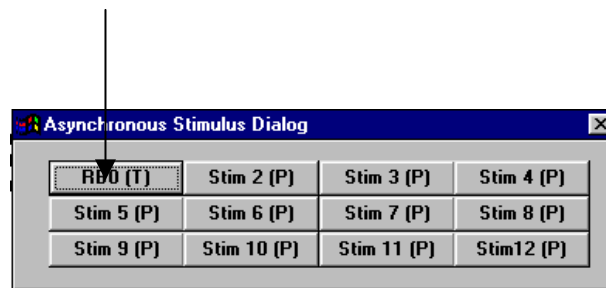 Asynchronous Stimulus Dialog
RB0 (T) Stim 2 (P) Stim 3 (P) Stim 4 (P)
Stim 5 (P) Stim 6 (P) Stim 7 (P) Stim 8 (P)
Stim 9 (P) Stim 10 (P) Stim 11 (P) Stim12 (P)